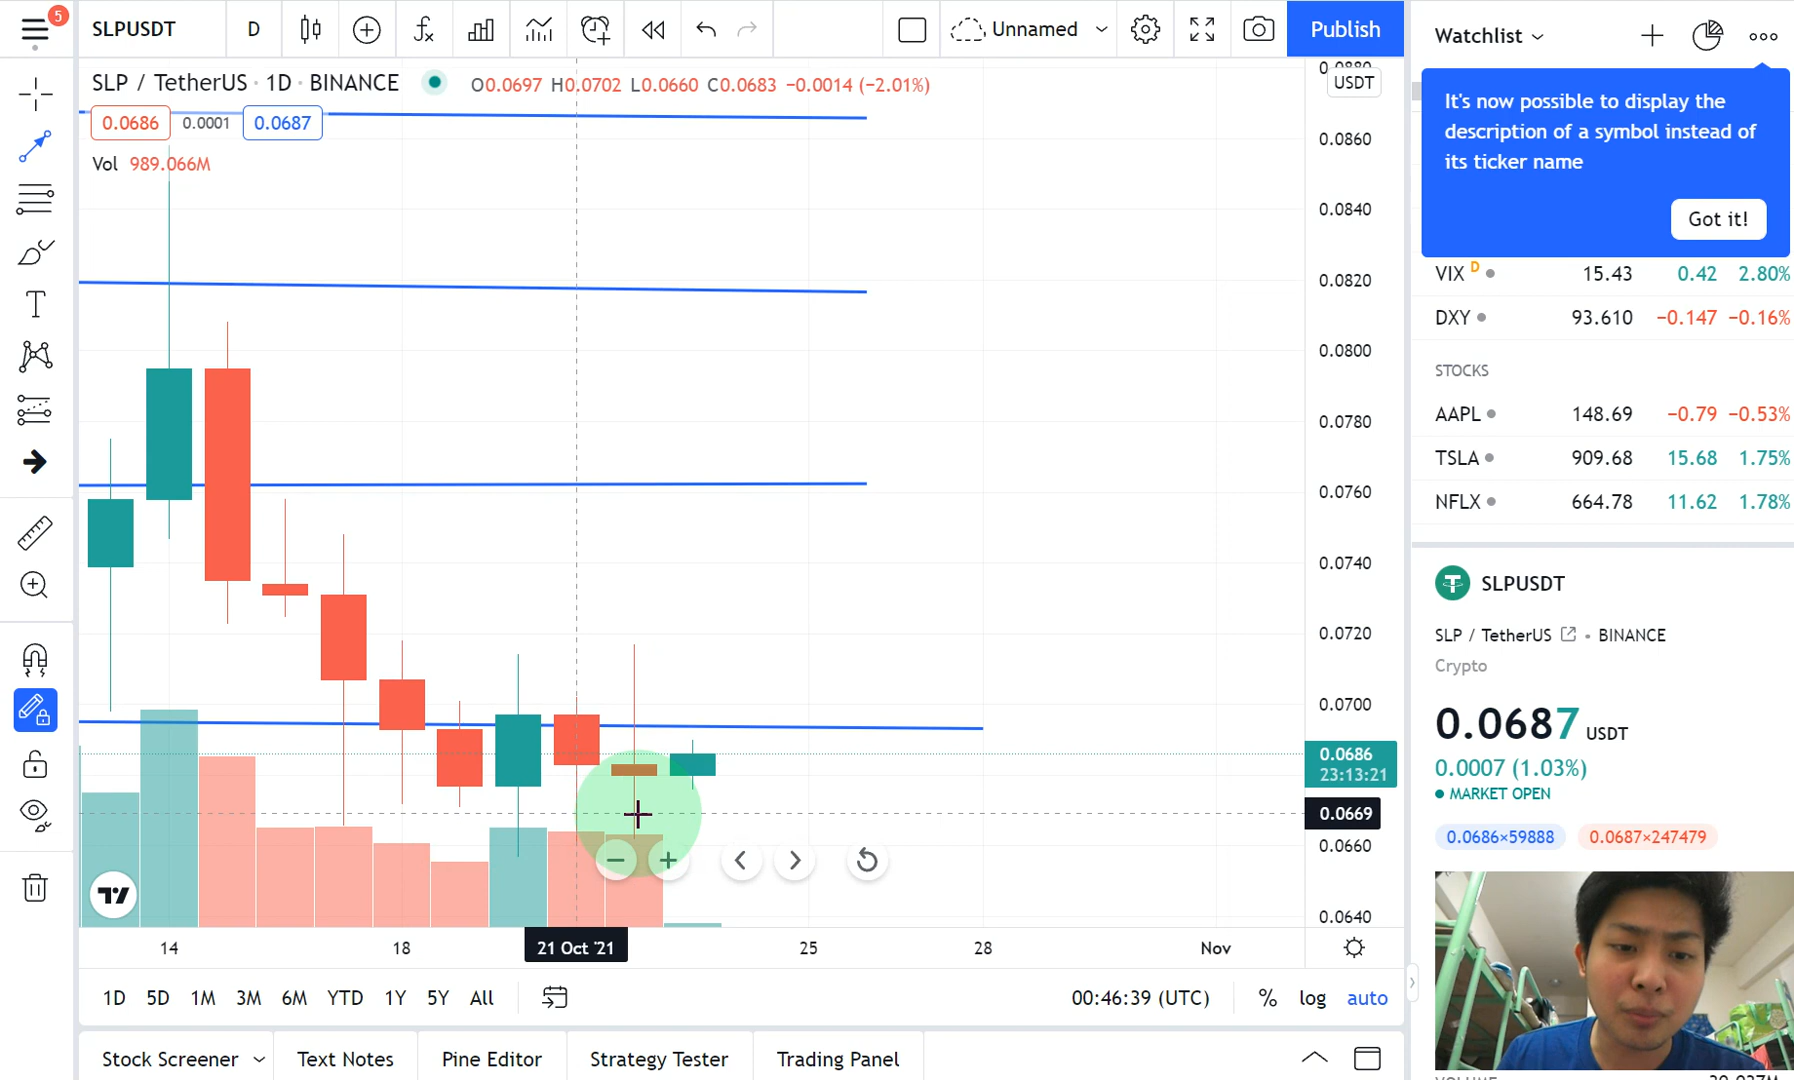 5
SLPUSDT
D
Unnamed
Publish
Watchlist
SLP / TetherUS · 1D · BINANCE
O0.0697 H0.0702 L0.0660 C0.0683 −0.0014 (−2.01%)
0.0686
0.0001
0.0687
Vol 989.066M
USDT
0.0880
0.0860
0.0840
0.0820
0.0800
0.0780
0.0760
0.0740
0.0720
0.0700
0.0686
23:13:21
0.0669
0.0660
0.0640
14
18
21 Oct '21
25
28
Nov
1D 5D 1M 3M 6M YTD 1Y 5Y All
00:46:39 (UTC)
% log auto
Stock Screener
Text Notes
Pine Editor
Strategy Tester
Trading Panel
It's now possible to display the
description of a symbol instead of
its ticker name
Got it!
VIX D 15.43 0.42 2.80%
DXY 93.610 −0.147 −0.16%
STOCKS
AAPL 148.69 −0.79 −0.53%
TSLA 909.68 15.68 1.75%
NFLX 664.78 11.62 1.78%
SLPUSDT
SLP / TetherUS • BINANCE
Crypto
0.0687 USDT
0.0007 (1.03%)
MARKET OPEN
0.0686×59888
0.0687×247479